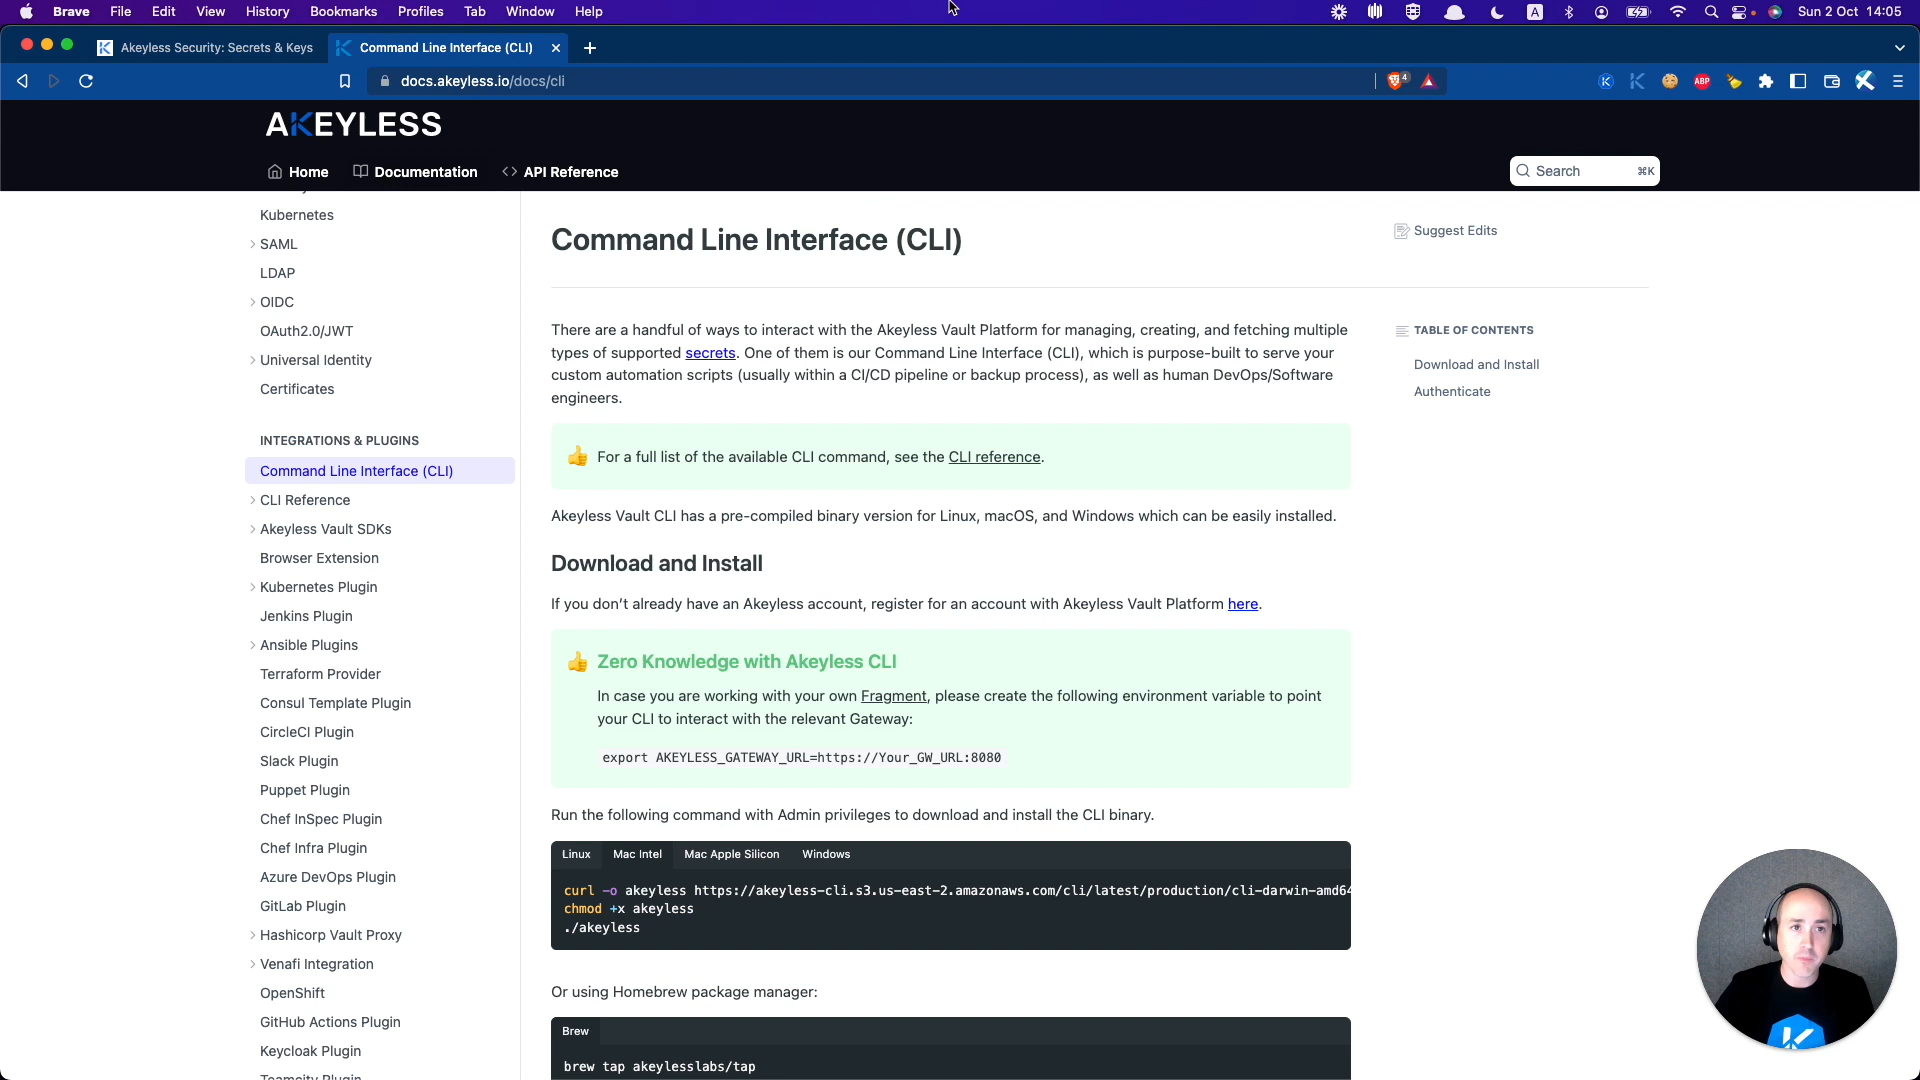 Brave File Edit View History Bookmarks Profiles Tab Window Help
A
Sun 2 Oct 14:05
Akeyless Security: Secrets & Keys
Command Line Interface (CLI)
docs.akeyless.io/docs/cli
4
ABP
AKEYLESS
Home
Documentation
API Reference
Search
⌘K
Kubernetes
SAML
LDAP
OIDC
OAuth2.0/JWT
Universal Identity
Certificates
INTEGRATIONS & PLUGINS
Command Line Interface (CLI)
CLI Reference
Akeyless Vault SDKs
Browser Extension
Kubernetes Plugin
Jenkins Plugin
Ansible Plugins
Terraform Provider
Consul Template Plugin
CircleCI Plugin
Slack Plugin
Puppet Plugin
Chef InSpec Plugin
Chef Infra Plugin
Azure DevOps Plugin
GitLab Plugin
Hashicorp Vault Proxy
Venafi Integration
OpenShift
GitHub Actions Plugin
Keycloak Plugin
Teamcity Plugin
Command Line Interface (CLI)
Suggest Edits
There are a handful of ways to interact with the Akeyless Vault Platform for managing, creating, and fetching multiple
types of supported secrets. One of them is our Command Line Interface (CLI), which is purpose-built to serve your
custom automation scripts (usually within a CI/CD pipeline or backup process), as well as human DevOps/Software
engineers.
TABLE OF CONTENTS
Download and Install
Authenticate
For a full list of the available CLI command, see the CLI reference.
Akeyless Vault CLI has a pre-compiled binary version for Linux, macOS, and Windows which can be easily installed.
Download and Install
If you don't already have an Akeyless account, register for an account with Akeyless Vault Platform here.
Zero Knowledge with Akeyless CLI
In case you are working with your own Fragment, please create the following environment variable to point
your CLI to interact with the relevant Gateway:
export AKEYLESS_GATEWAY_URL=https://Your_GW_URL:8080
Run the following command with Admin privileges to download and install the CLI binary.
Linux Mac Intel Mac Apple Silicon Windows
curl -o akeyless https://akeyless-cli.s3.us-east-2.amazonaws.com/cli/latest/production/cli-darwin-amd64
chmod +x akeyless
./akeyless
Or using Homebrew package manager:
Brew
brew tap akeylesslabs/tap